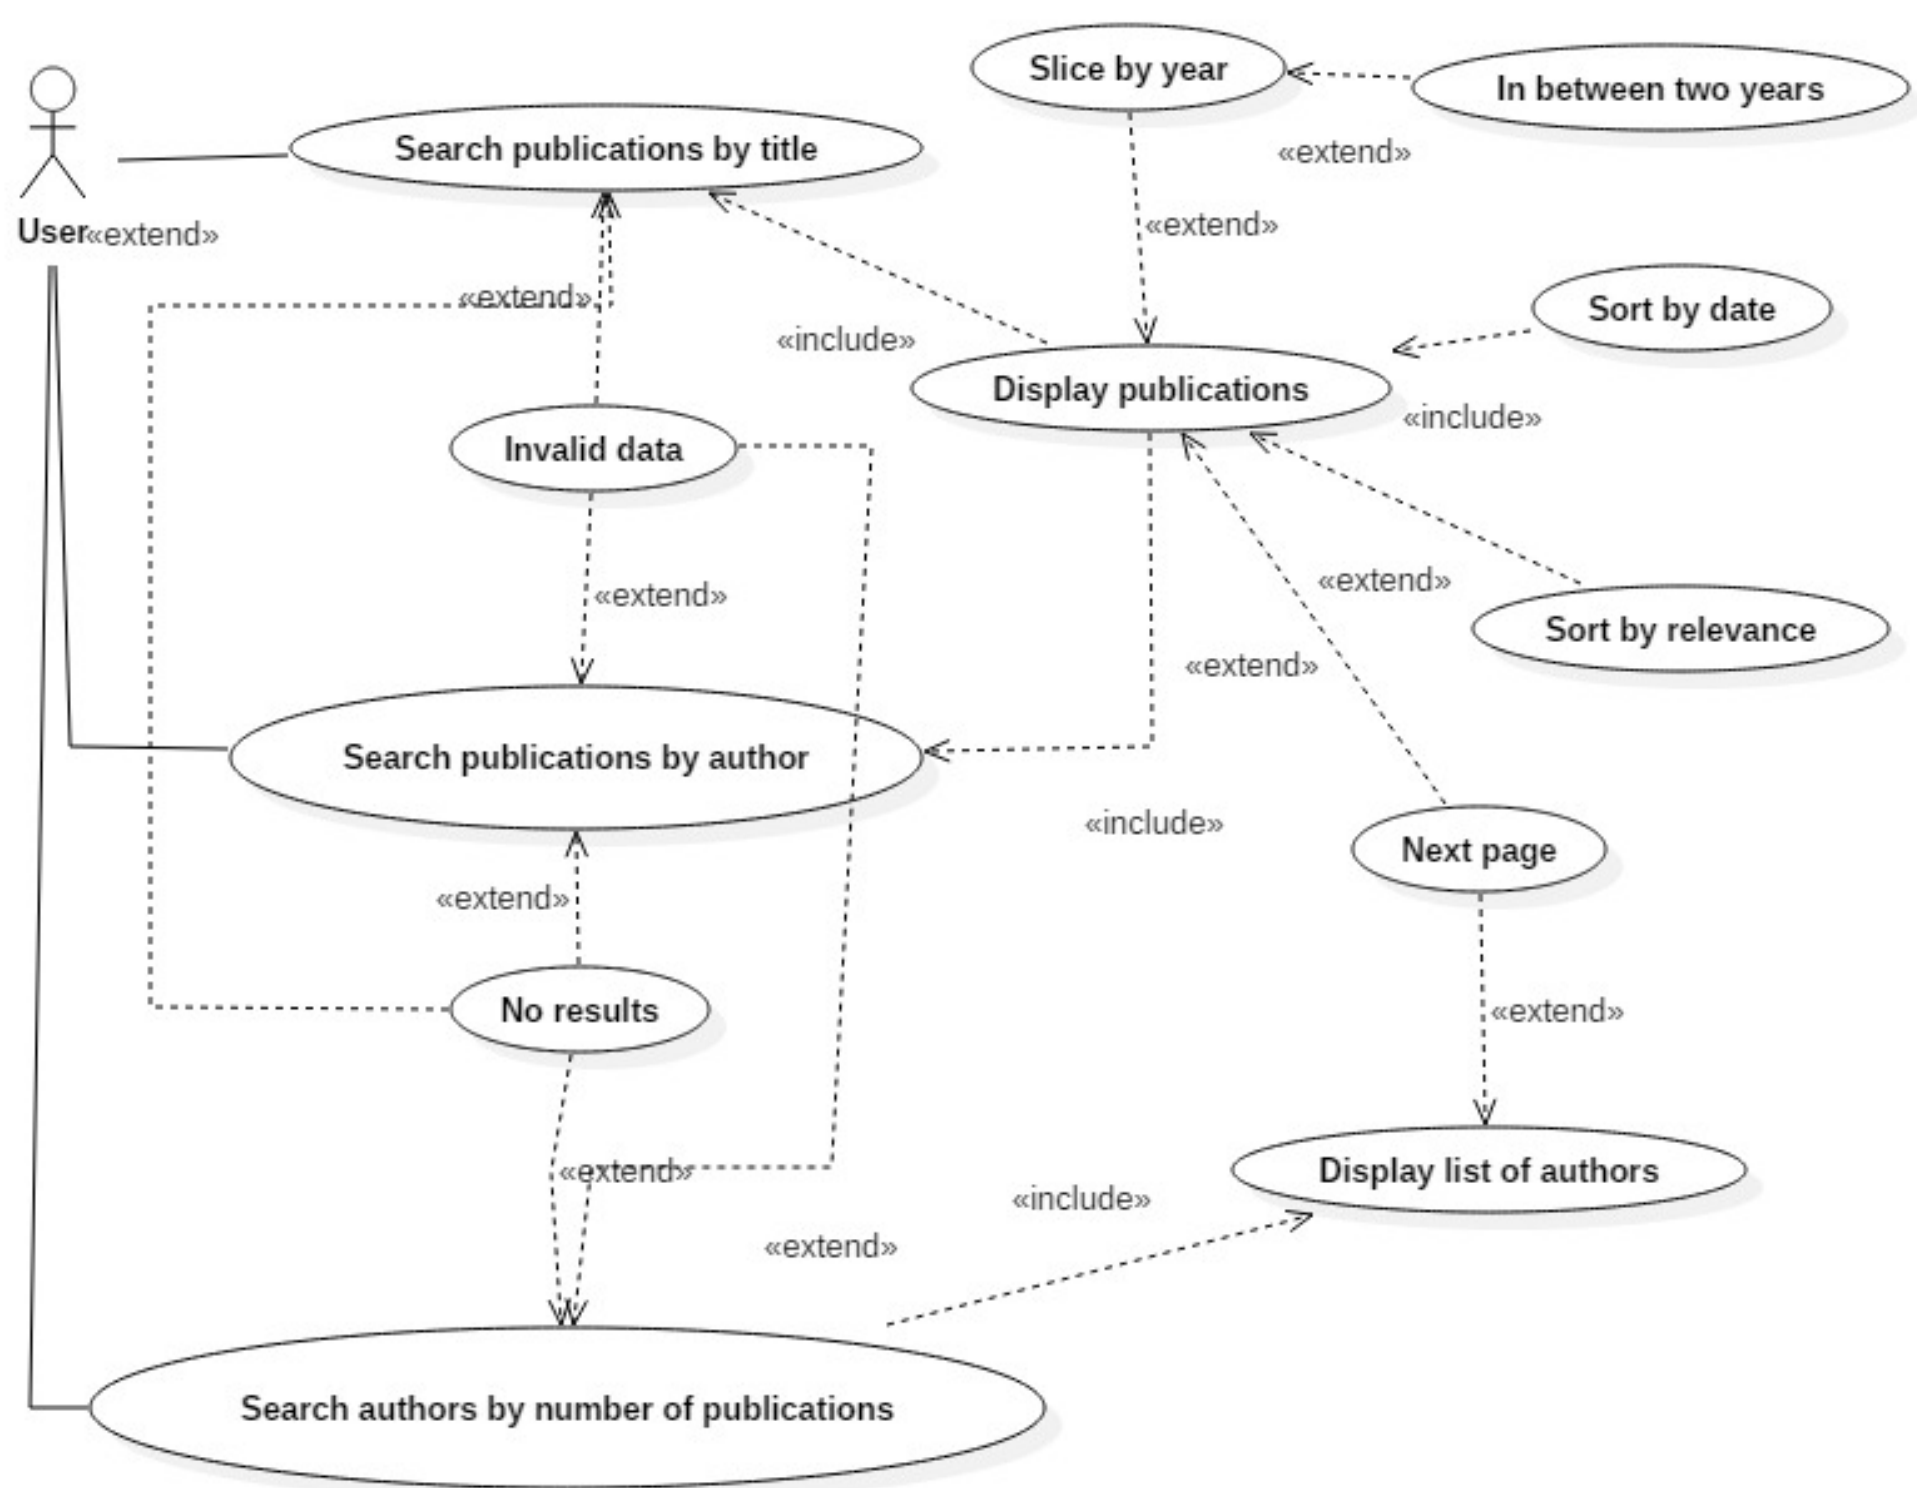 Slice by year
In between two years
Search publications by title
«extend»
«extend»
User
«extend»
«extend»
Sort by date
«include»
Display publications
«include»
Invalid data
«extend»
«extend»
Sort by relevance
«extend»
Search publications by author
«include»
Next page
«extend»
No results
«extend»
«extend»
Display list of authors
«include»
«extend»
Search authors by number of publications